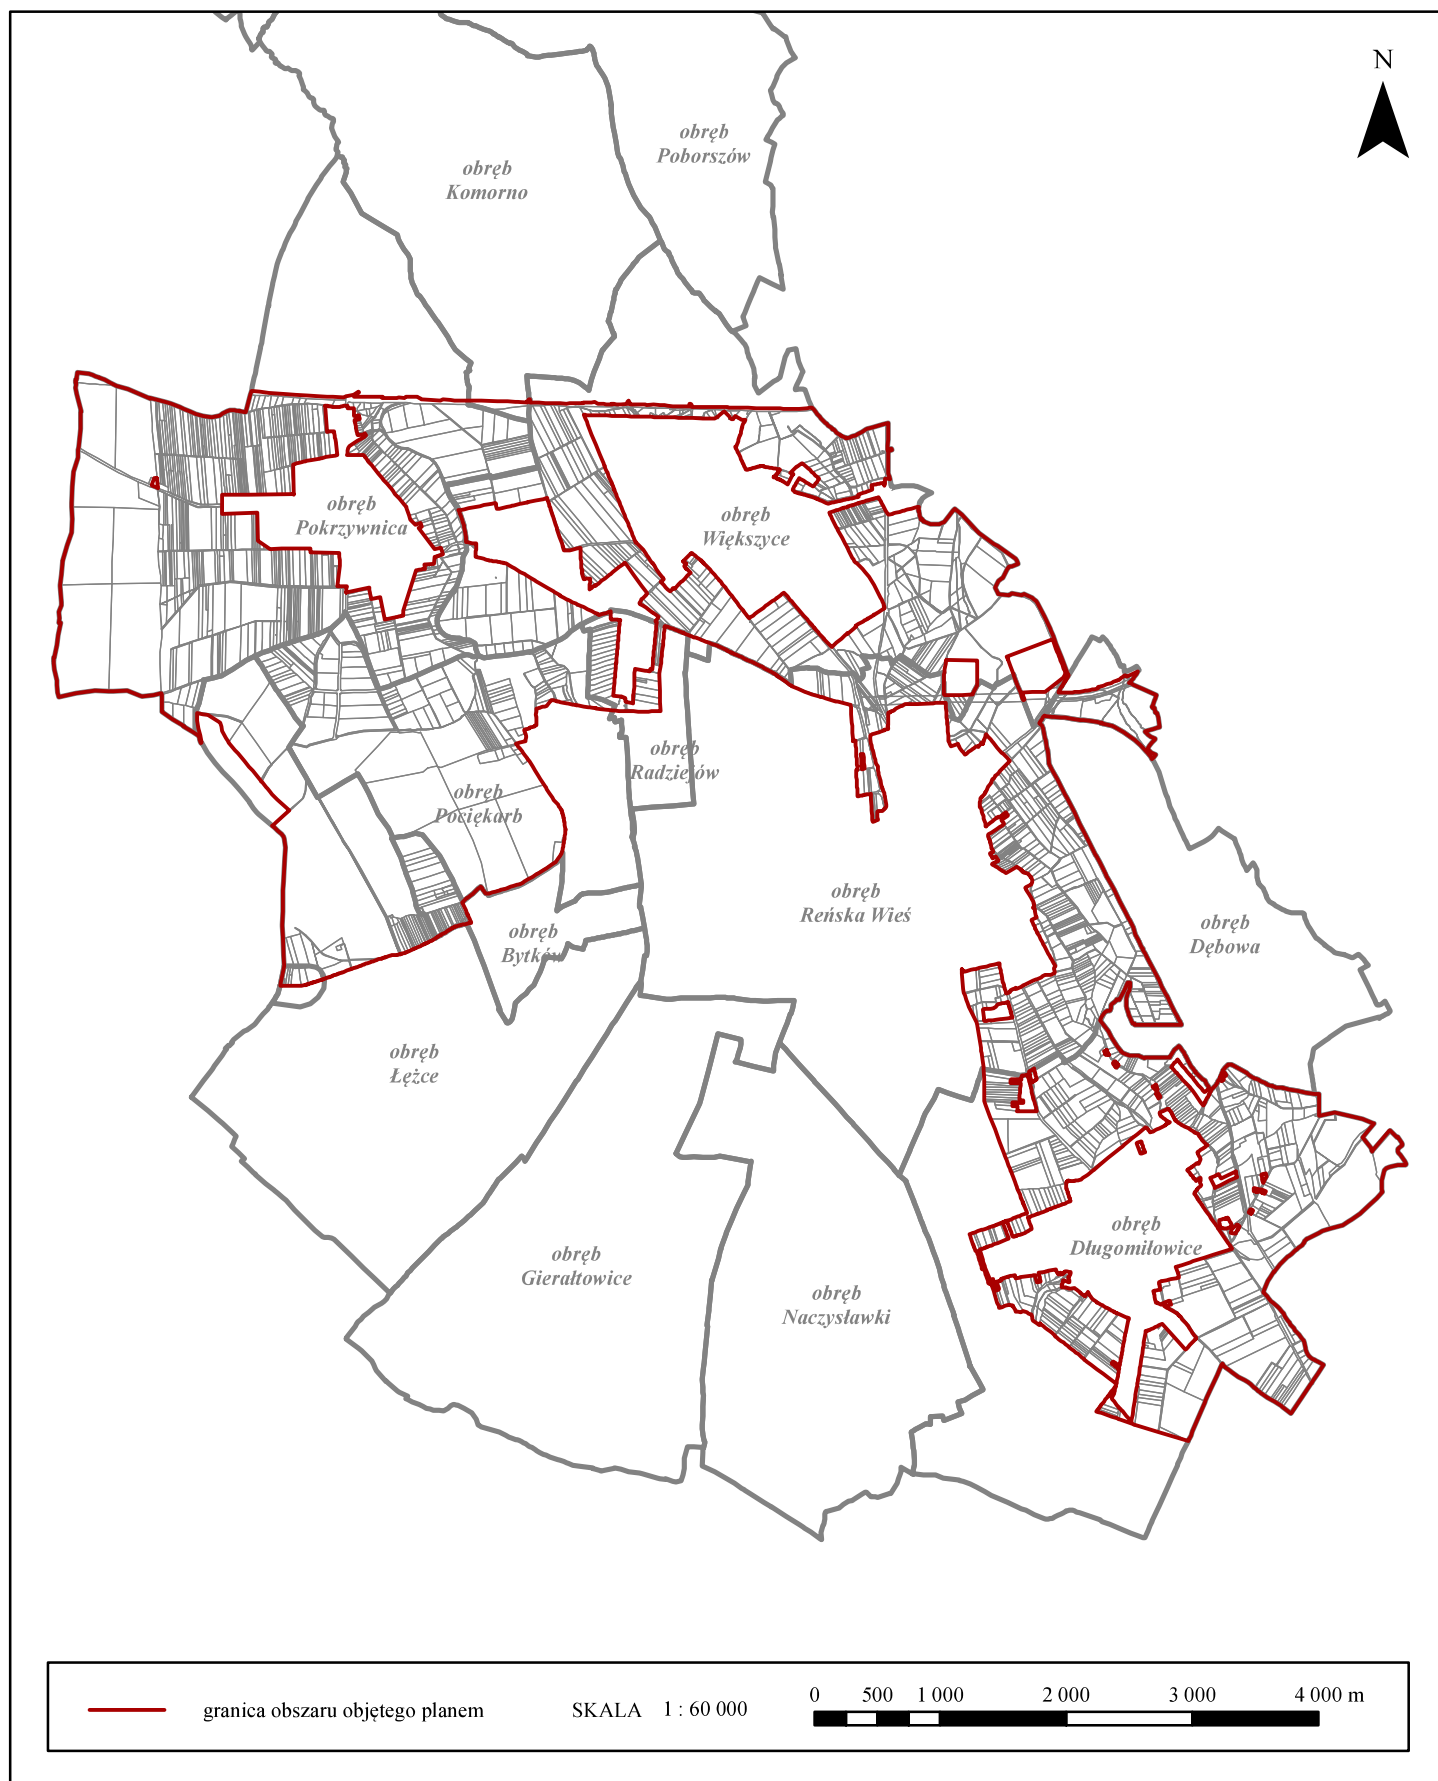 N
obręb
Poborszów
obręb
Komorno
obręb
Pokrzywnica
obręb
Większyce
obręb
Radziejów
obręb
Pociękarb
obręb
Reńska Wieś
obręb
Dębowa
obręb
Bytków
obręb
Łężce
obręb
Gierałtowice
obręb
Długomiłowice
obręb
Naczysławki
granica obszaru objętego planem
SKALA 1 : 60 000
0 500 1 000 2 000 3 000 4 000 m